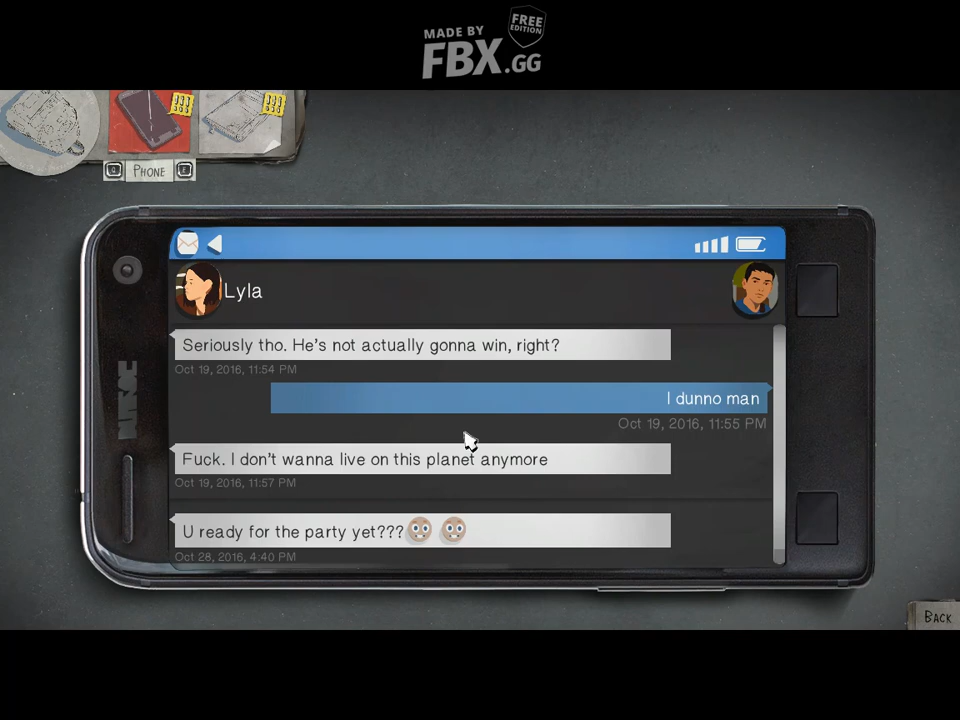 MADE BY
FREE
EDITION
FBX.GG
PHONE
Lyla
Seriously tho. He's not actually gonna win, right?
Oct 19, 2016, 11:54 PM
I dunno man
Oct 19, 2016, 11:55 PM
Fuck. I don't wanna live on this planet anymore
Oct 19, 2016, 11:57 PM
U ready for the party yet???
Oct 28, 2016, 4:40 PM
BACK